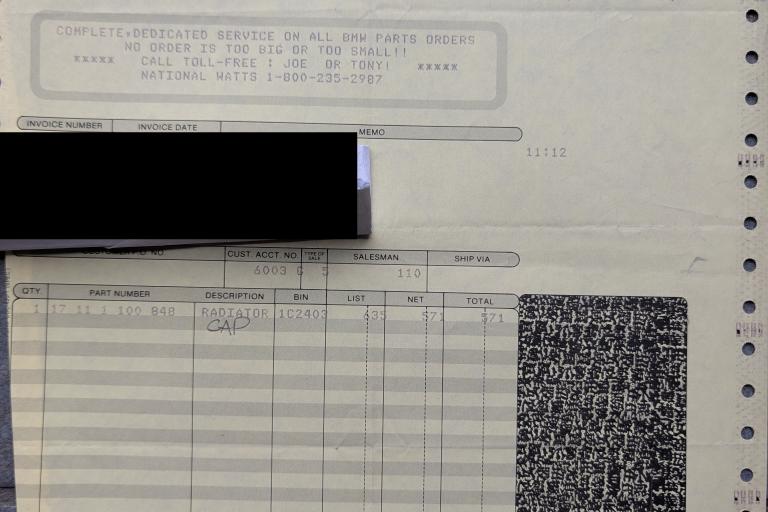 COMPLETE,DEDICATED SERVICE ON ALL BMW PARTS ORDERS
NO ORDER IS TOO BIG OR TOO SMALL!!
***** CALL TOLL-FREE : JOE OR TONY! *****
NATIONAL WATTS 1-800-235-2987
INVOICE NUMBER INVOICE DATE MEMO
11:12
CUST. ACCT. NO. TYPE OF SALE SALESMAN SHIP VIA
6003 G 5 110
QTY PART NUMBER DESCRIPTION BIN LIST NET TOTAL
1 17 11 1 100 848 RADIATOR 1C2403 635 571 571
CAP